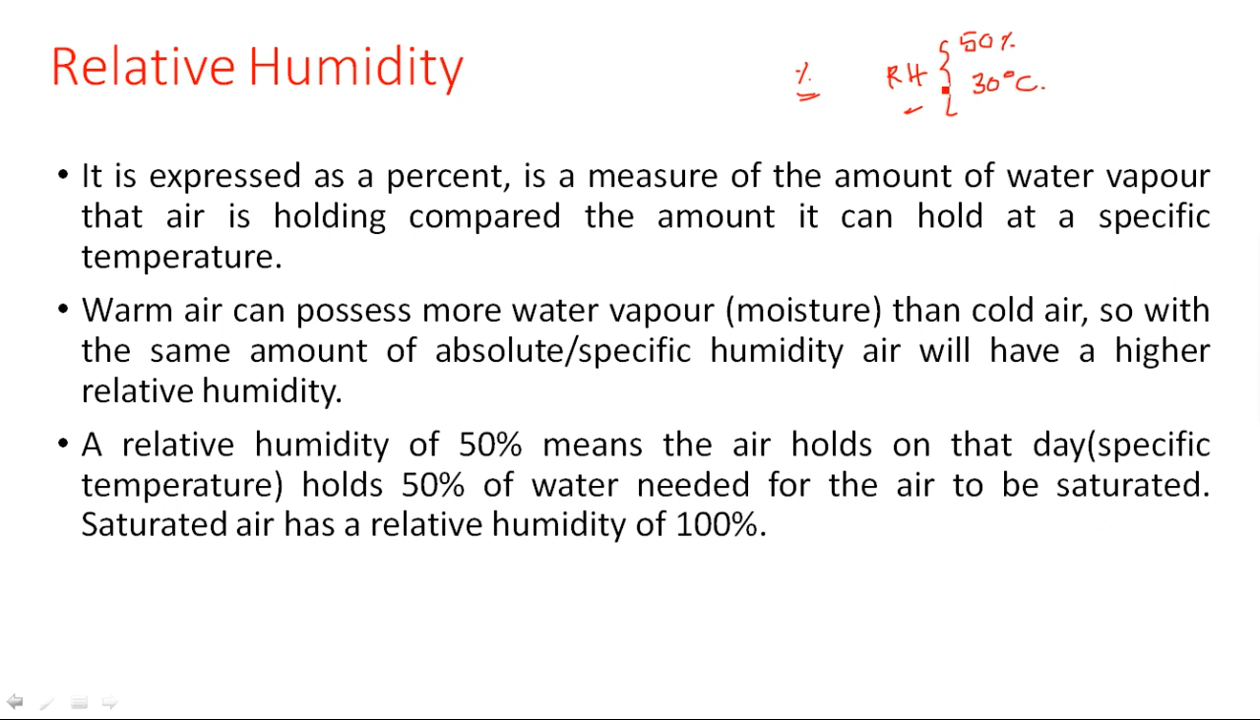 Relative Humidity
%
RH { 50%
30°C.
• It is expressed as a percent, is a measure of the amount of water vapour
that air is holding compared the amount it can hold at a specific
temperature.
• Warm air can possess more water vapour (moisture) than cold air, so with
the same amount of absolute/specific humidity air will have a higher
relative humidity.
• A relative humidity of 50% means the air holds on that day(specific
temperature) holds 50% of water needed for the air to be saturated.
Saturated air has a relative humidity of 100%.